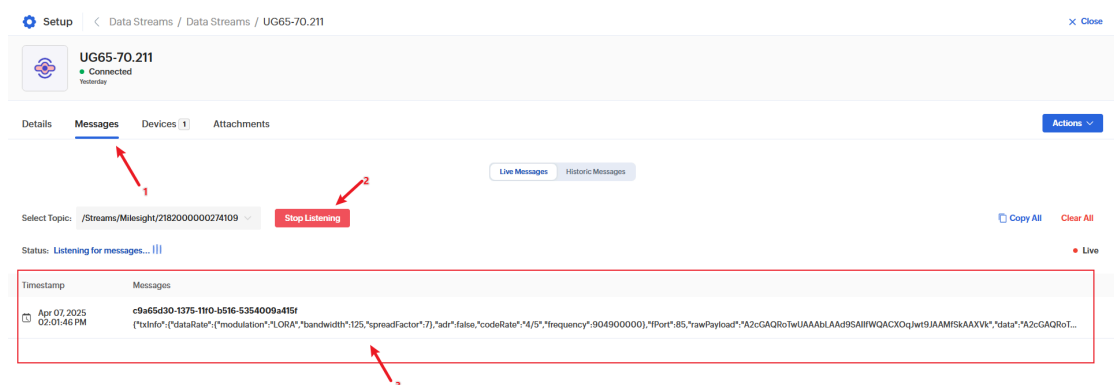 Setup < Data Streams / Data Streams / UG65-70.211 × Close
UG65-70.211
Connected
Yesterday
Details Messages Devices 1 Attachments Actions
1
Live Messages Historic Messages
2
Select Topic: /Streams/Milesight/2182000000274109 Stop Listening Copy All Clear All
Status: Listening for messages... Live
Timestamp Messages
Apr 07, 2025 c9a65d30-1375-11f0-b516-5354009a415f
02:01:46 PM {"txInfo":{"dataRate":{"modulation":"LORA","bandwidth":125,"spreadFactor":7},"adr":false,"codeRate":"4/5","frequency":904900000},"fPort":85,"rawPayload":"A2cGAQRoTwUAAAbLAAd9SAIIfWQACXOqJwt9JAAMfSkAAXVk","data":"A2cGAQRoT...
3